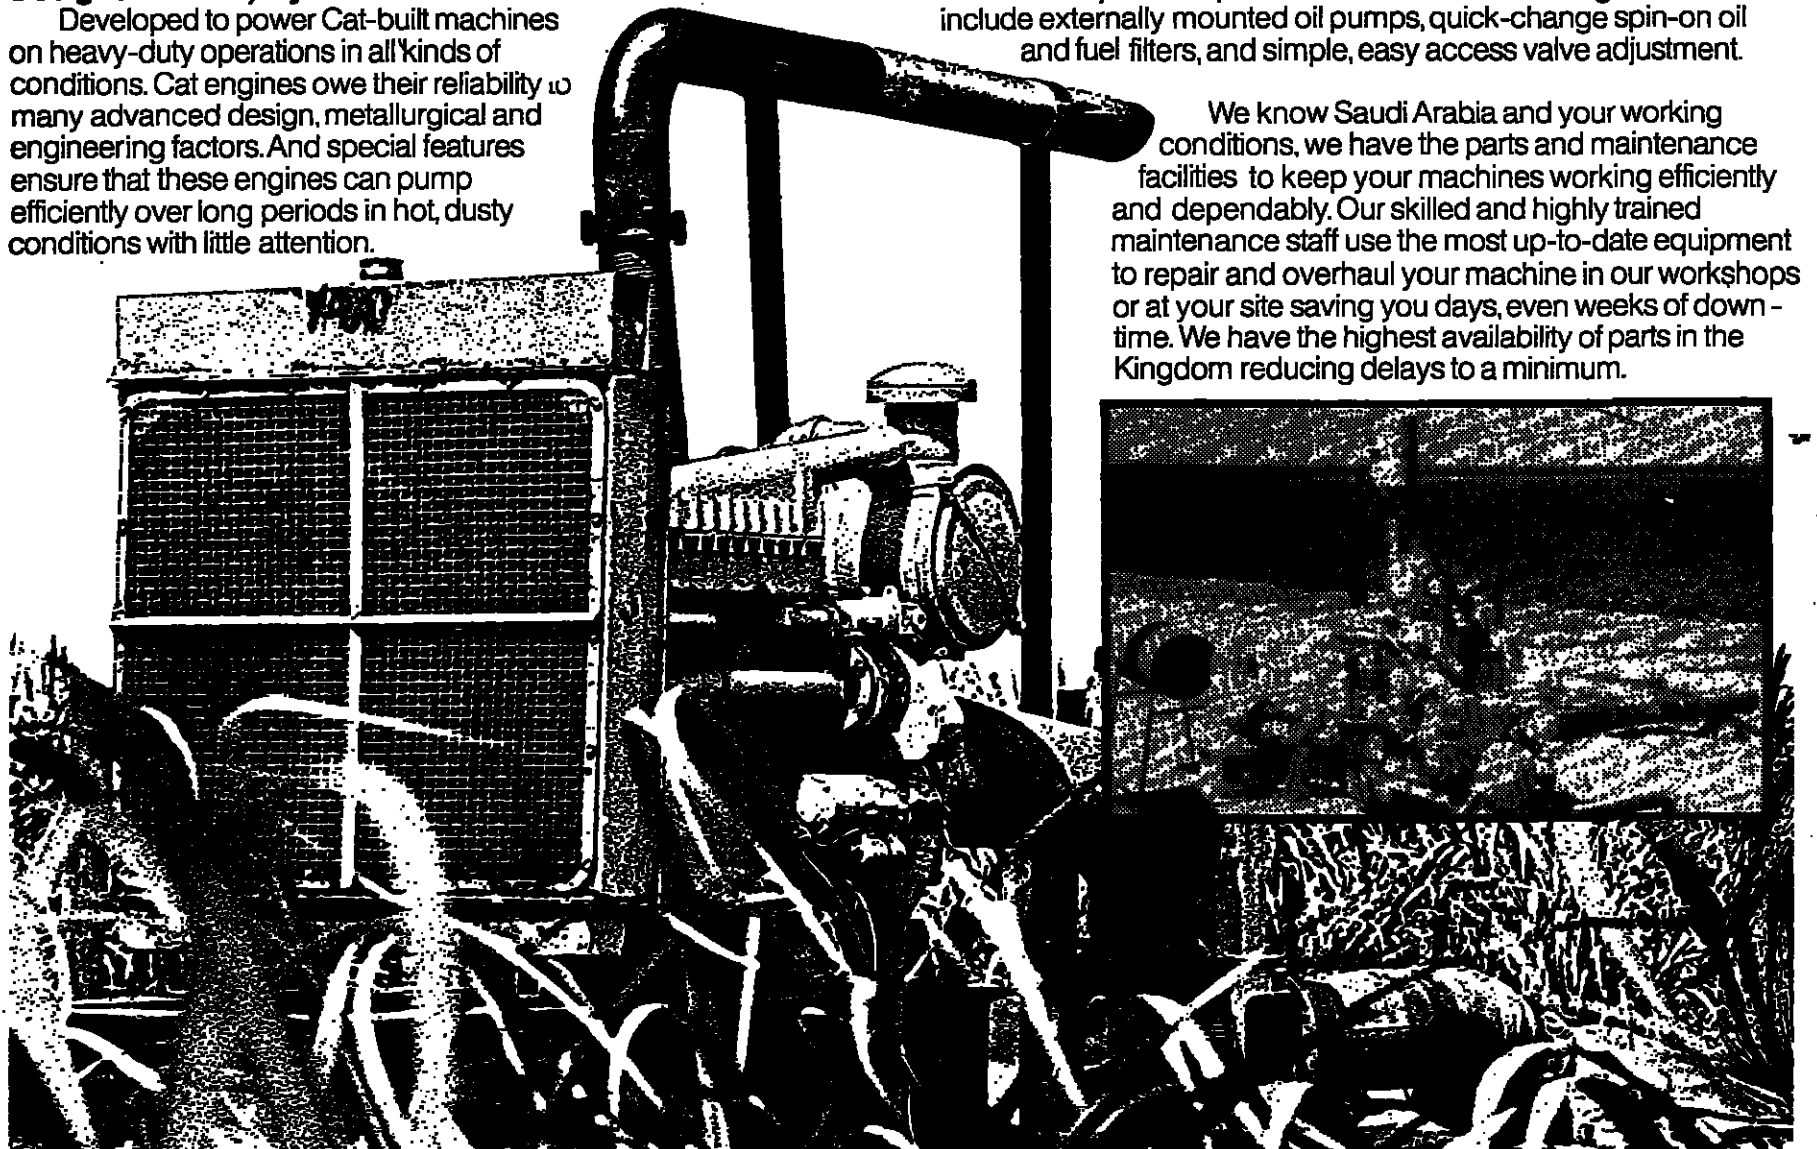 Developed to power Cat-built machines
on heavy-duty operations in all kinds of
conditions. Cat engines owe their reliability to
many advanced design, metallurgical and
engineering factors. And special features
ensure that these engines can pump
efficiently over long periods in hot, dusty
conditions with little attention.
include externally mounted oil pumps, quick-change spin-on oil
and fuel filters, and simple, easy access valve adjustment.
We know Saudi Arabia and your working
conditions, we have the parts and maintenance
facilities to keep your machines working efficiently
and dependably. Our skilled and highly trained
maintenance staff use the most up-to-date equipment
to repair and overhaul your machine in our workshops
or at your site saving you days, even weeks of down-
time. We have the highest availability of parts in the
Kingdom reducing delays to a minimum.